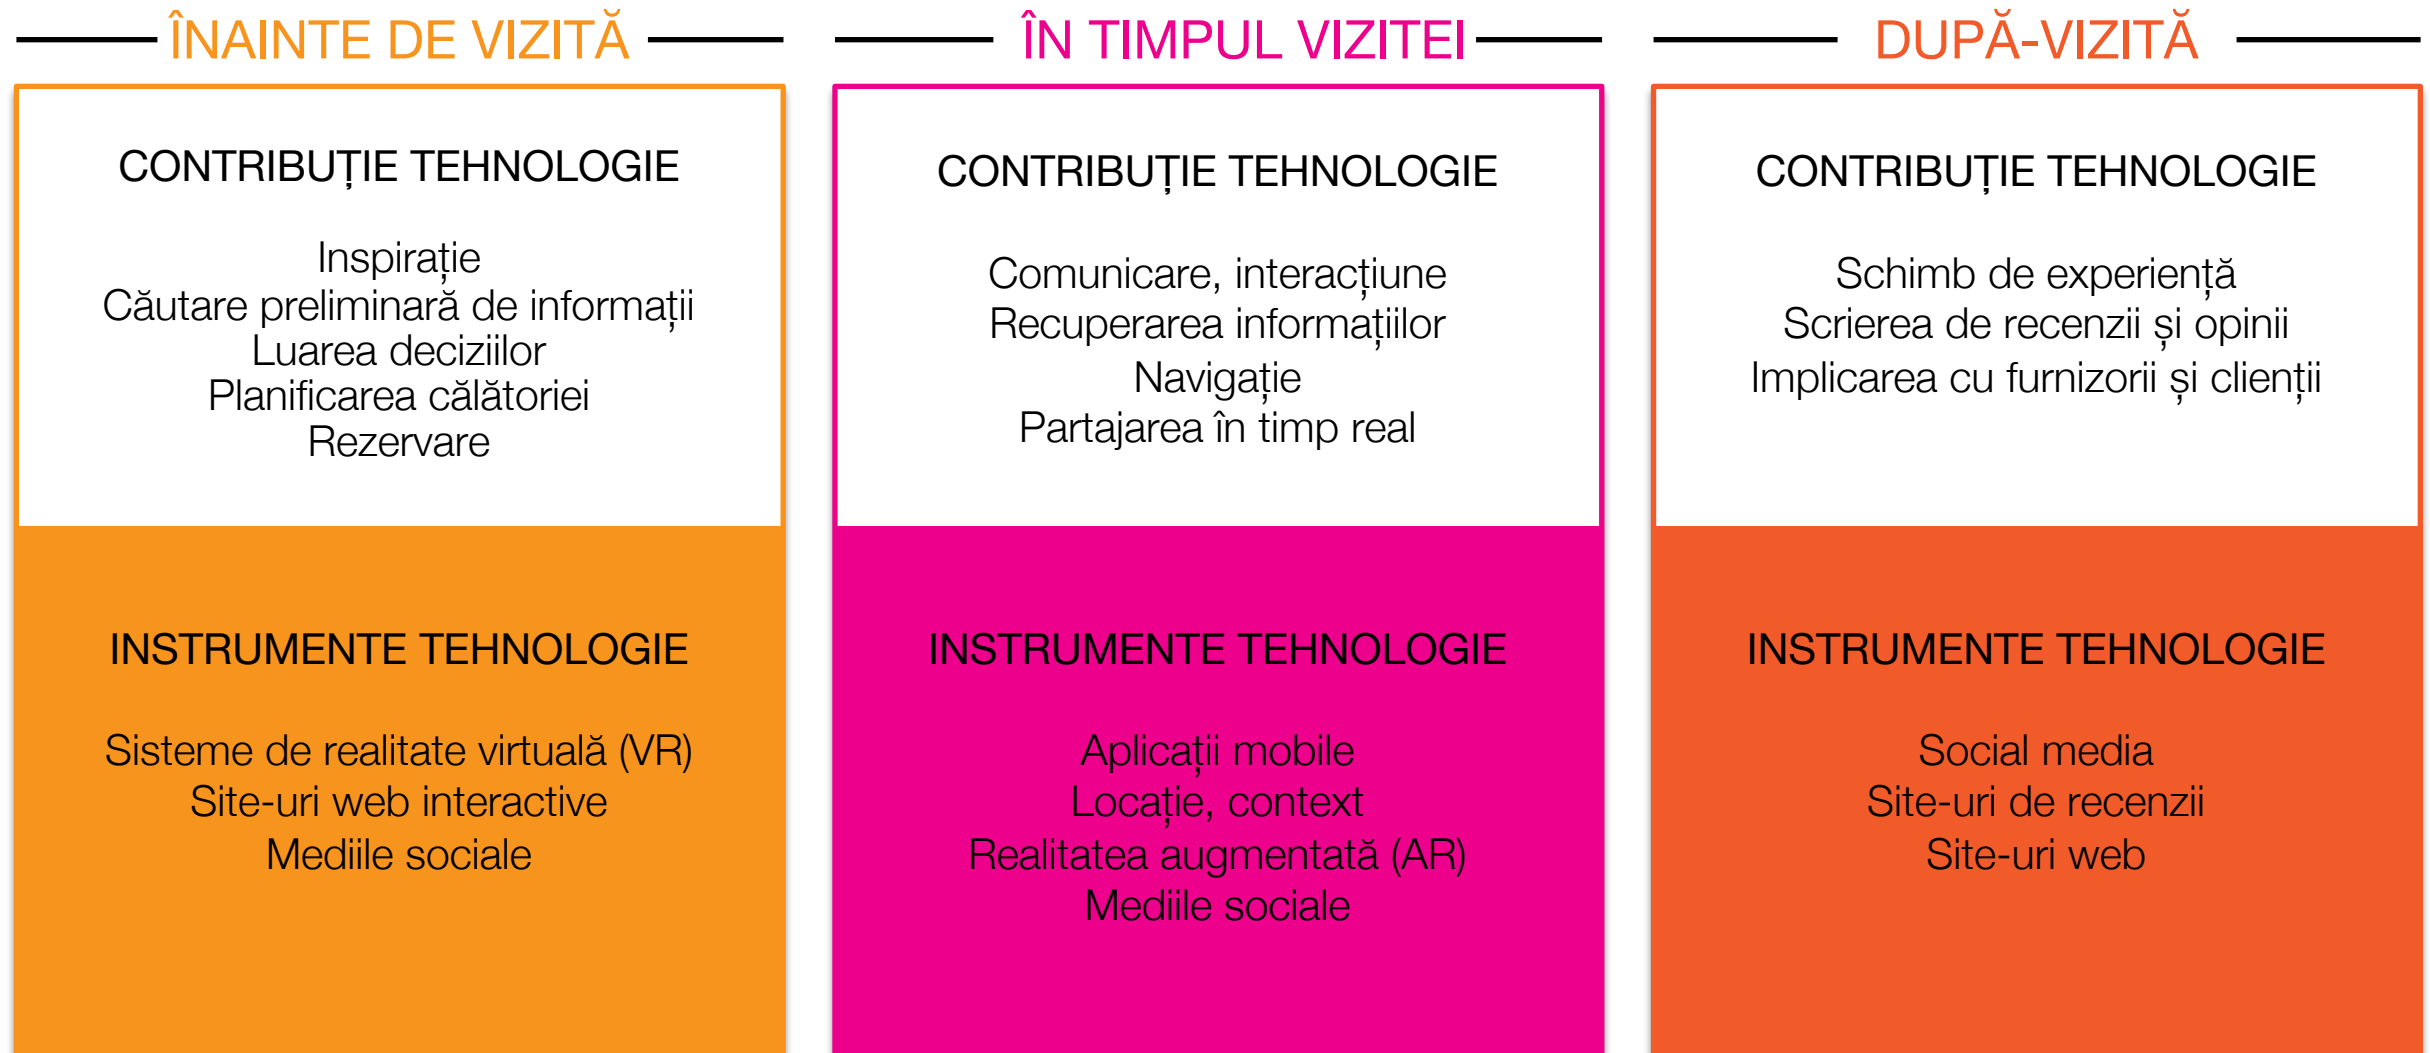 ÎNAINTE DE VIZITĂ
CONTRIBUȚIE TEHNOLOGIE
Inspirație
Căutare preliminară de informații
Luarea deciziilor
Planificarea călătoriei
Rezervare
INSTRUMENTE TEHNOLOGIE
Sisteme de realitate virtuală (VR)
Site-uri web interactive
Mediile sociale
ÎN TIMPUL VIZITEI
CONTRIBUȚIE TEHNOLOGIE
Comunicare, interacțiune
Recuperarea informațiilor
Navigație
Partajarea în timp real
INSTRUMENTE TEHNOLOGIE
Aplicații mobile
Locație, context
Realitatea augmentată (AR)
Mediile sociale
DUPĂ-VIZITĂ
CONTRIBUȚIE TEHNOLOGIE
Schimb de experiență
Scrierea de recenzii și opinii
Implicarea cu furnizorii și clienții
INSTRUMENTE TEHNOLOGIE
Social media
Site-uri de recenzii
Site-uri web